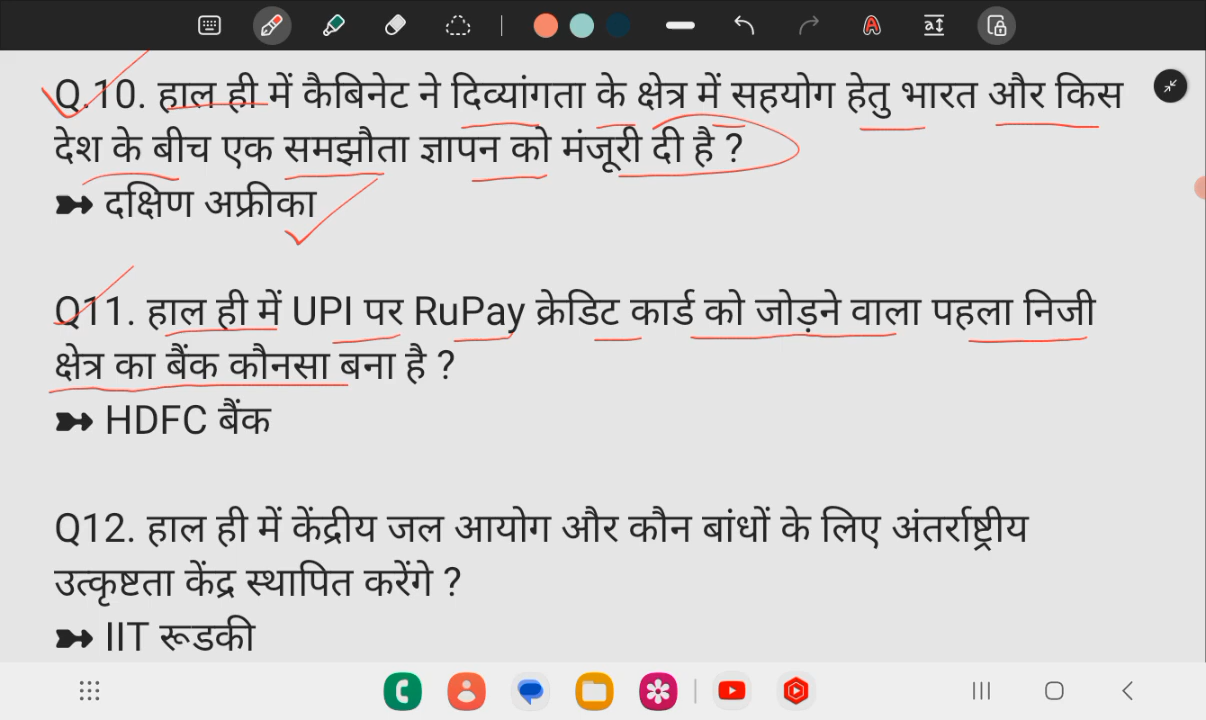 Q.10. हाल ही में कैबिनेट ने दिव्यांगता के क्षेत्र में सहयोग हेतु भारत और किस
देश के बीच एक समझौता ज्ञापन को मंजूरी दी है ?
➳ दक्षिण अफ्रीका
Q11. हाल ही में UPI पर RuPay क्रेडिट कार्ड को जोड़ने वाला पहला निजी
क्षेत्र का बैंक कौनसा बना है ?
➳ HDFC बैंक
Q12. हाल ही में केंद्रीय जल आयोग और कौन बांधों के लिए अंतर्राष्ट्रीय
उत्कृष्टता केंद्र स्थापित करेंगे ?
➳ IIT रूडकी